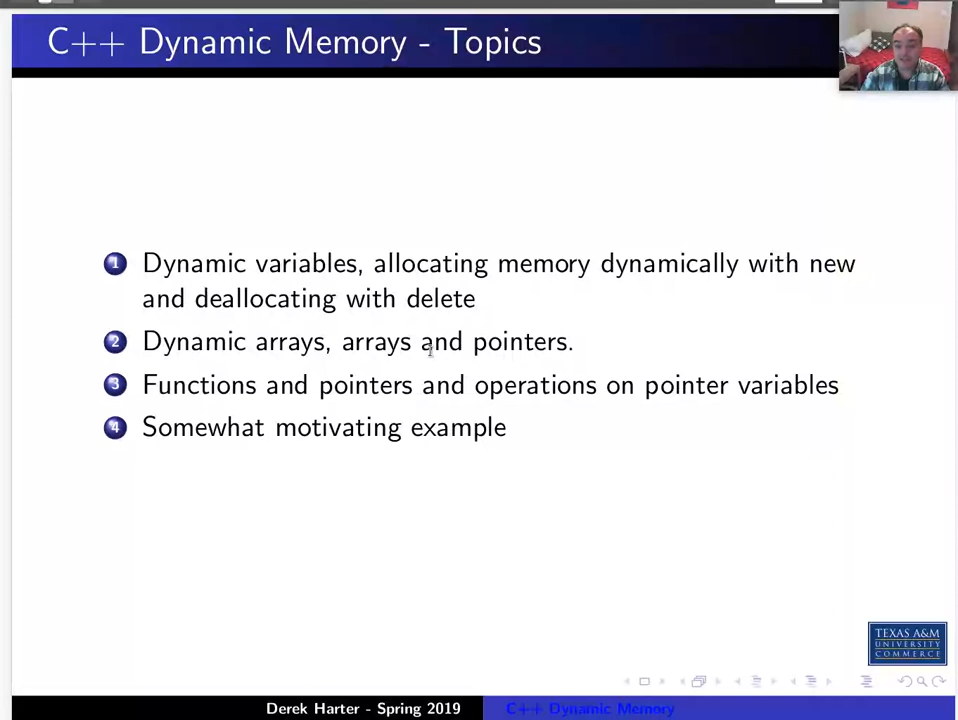 C++ Dynamic Memory - Topics
1 Dynamic variables, allocating memory dynamically with new
and deallocating with delete
2 Dynamic arrays, arrays and pointers.
3 Functions and pointers and operations on pointer variables
4 Somewhat motivating example
TEXAS A&M
UNIVERSITY
COMMERCE
Derek Harter - Spring 2019
C++ Dynamic Memory